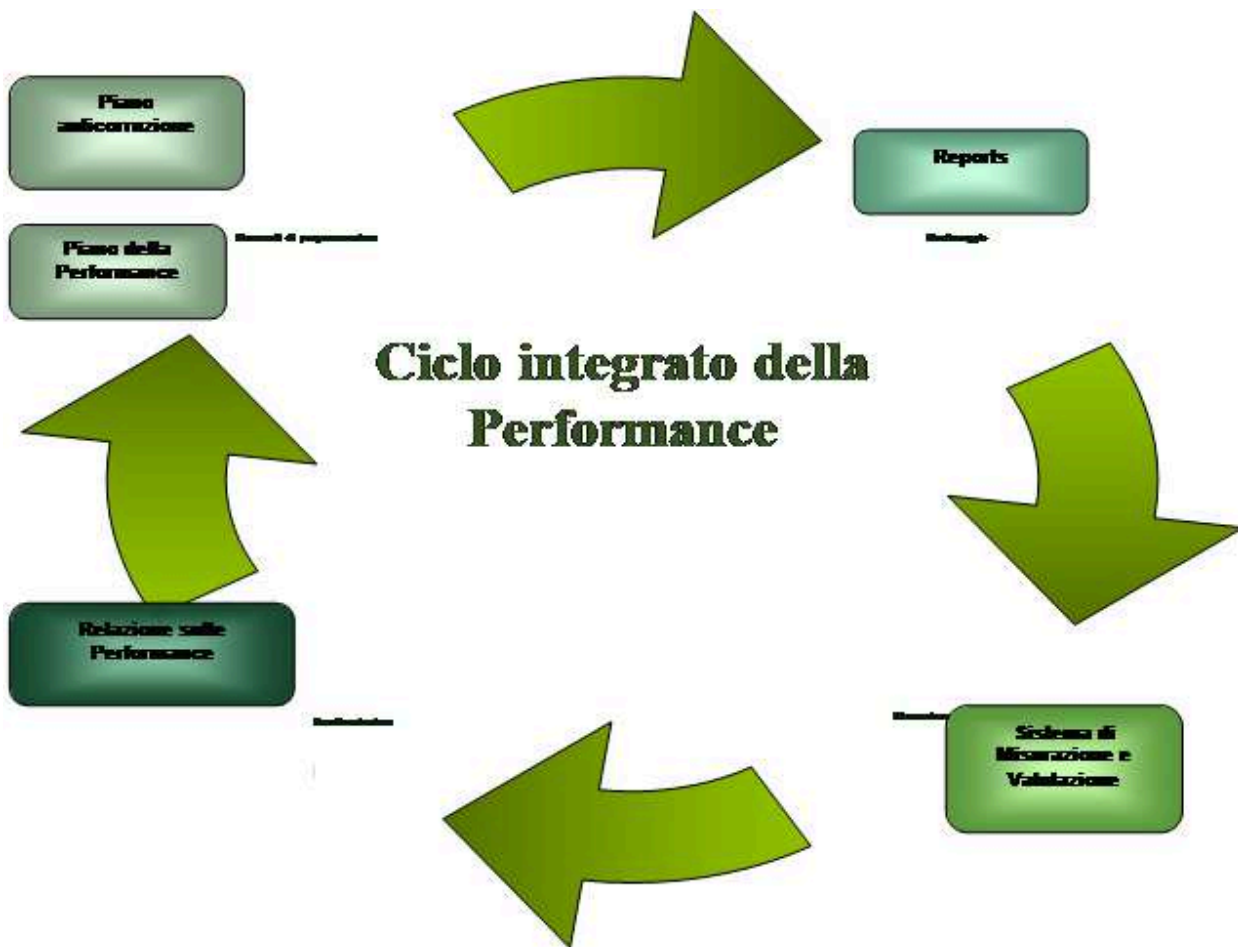 Piano
anticorruzione
Reports
Piano della
Performance
Ciclo integrato della
Performance
Relazione sulle
Performance
Sistema di
Misurazione e
Valutazione